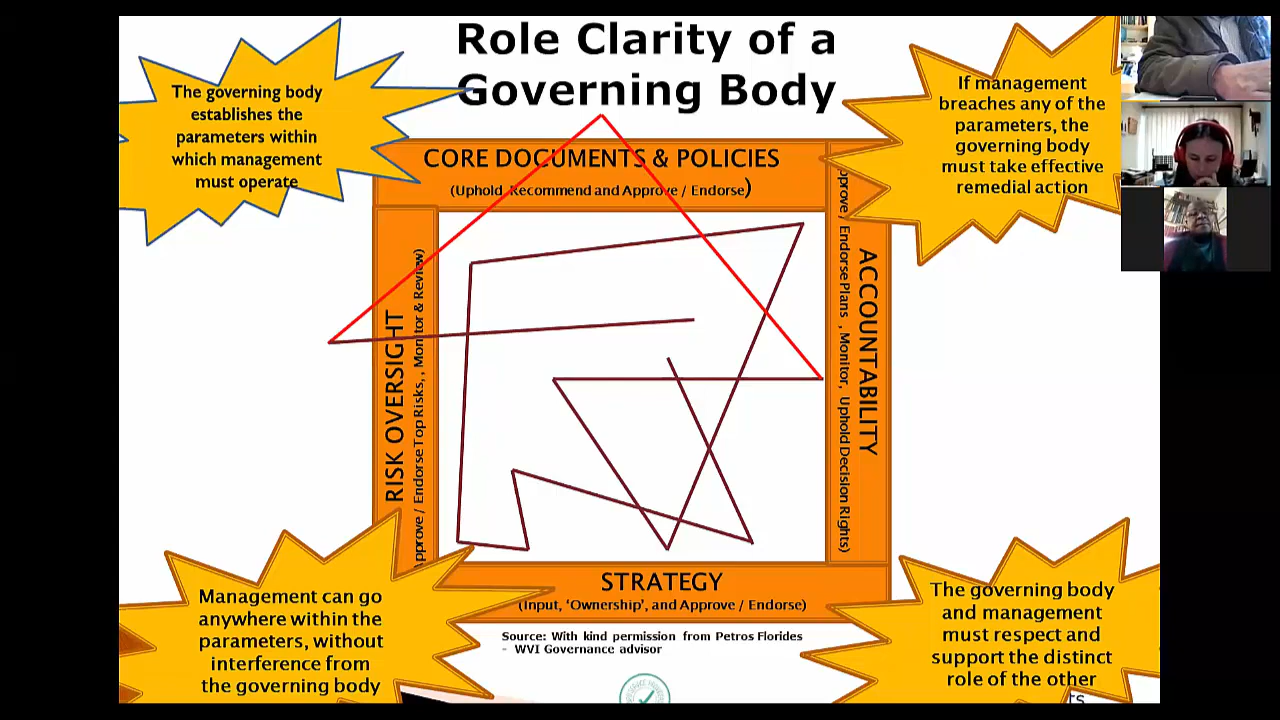 Role Clarity of a
Governing Body
The governing body
establishes the
parameters within
which management
must operate
If management
breaches any of the
parameters, the
governing body
must take effective
remedial action
CORE DOCUMENTS & POLICIES
(Uphold, Recommend and Approve / Endorse)
RISK OVERSIGHT
Approve / Endorse Top Risks, , Monitor & Review)
ACCOUNTABILITY
pprove / Endorse Plans , Monitor, Uphold Decision Rights)
STRATEGY
(Input, ‘Ownership’, and Approve / Endorse)
Management can go
anywhere within the
parameters, without
interference from
the governing body
The governing body
and management
must respect and
support the distinct
role of the other
Source: With kind permission from Petros Florides
- WVI Governance advisor